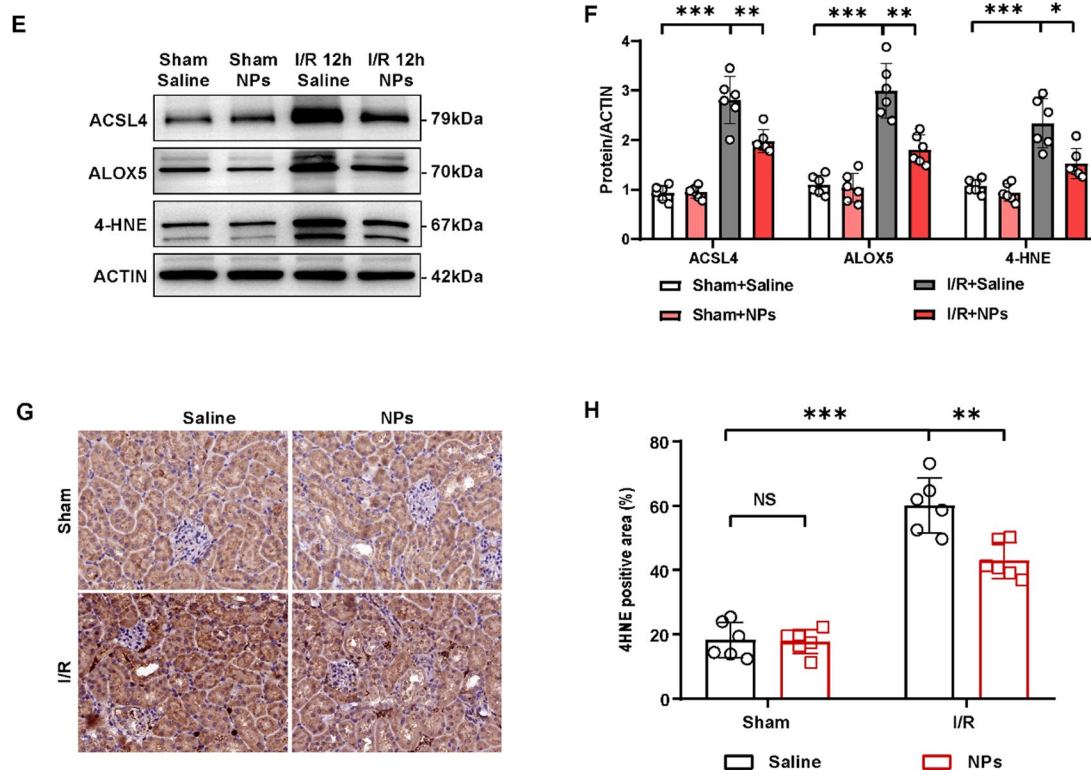 E
Sham Sham I/R 12h I/R 12h
Saline NPs Saline NPs
ACSL4 79kDa
ALOX5 70kDa
4-HNE 67kDa
ACTIN 42kDa
F
*** ** *** ** *** *
Protein/ACTIN
4
3
2
1
0
ACSL4 ALOX5 4-HNE
Sham+Saline I/R+Saline
Sham+NPs I/R+NPs
G
Saline NPs
Sham
I/R
H
*** **
NS
4HNE positive area (%)
80
60
40
20
0
Sham I/R
Saline NPs